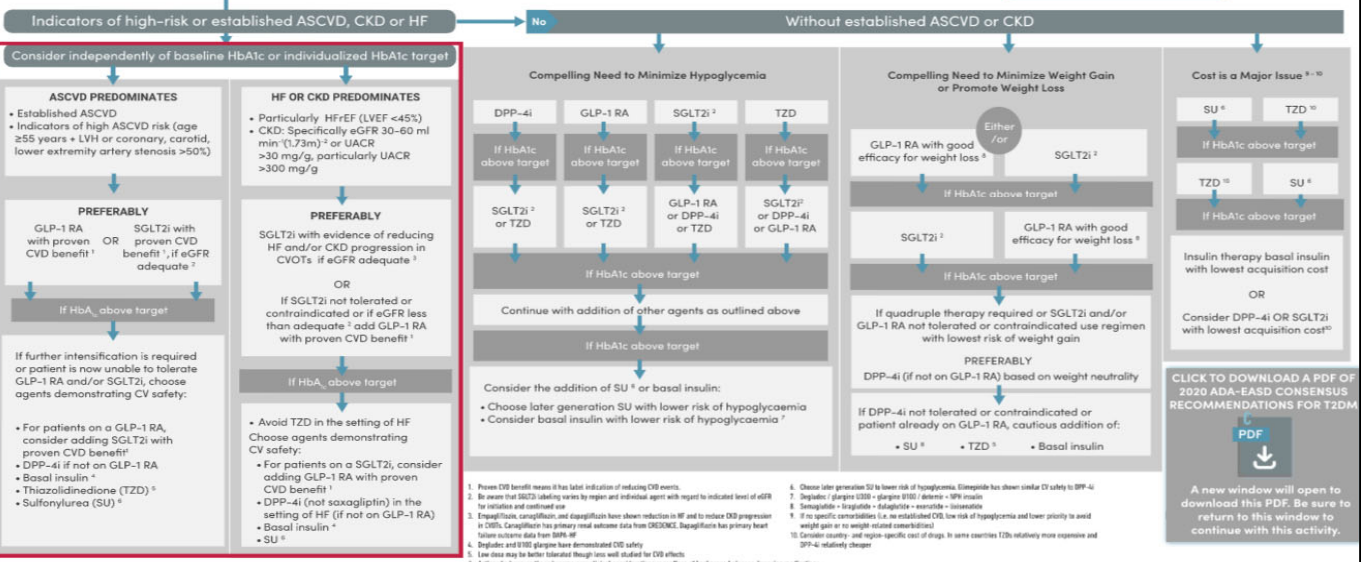 Indicators of high-risk or established ASCVD, CKD or HF
No
Without established ASCVD or CKD
Consider independently of baseline HbA1c or individualized HbA1c target
ASCVD PREDOMINATES
• Established ASCVD
• Indicators of high ASCVD risk (age
≥55 years + LVH or coronary, carotid,
lower extremity artery stenosis >50%)
PREFERABLY
GLP-1 RA
with proven
CVD benefit ¹
OR
SGLT2i with
proven CVD
benefit ¹, if eGFR
adequate ²
If HbA1c above target
If further intensification is required
or patient is now unable to tolerate
GLP-1 RA and/or SGLT2i, choose
agents demonstrating CV safety:
• For patients on a GLP-1 RA,
consider adding SGLT2i with
proven CVD benefit¹
• DPP-4i if not on GLP-1 RA
• Basal insulin ⁴
• Thiazolidinedione (TZD) ⁵
• Sulfonylurea (SU) ⁶
HF OR CKD PREDOMINATES
• Particularly HFrEF (LVEF <45%)
• CKD: Specifically eGFR 30-60 ml
min⁻¹(1.73m)⁻² or UACR
>30 mg/g, particularly UACR
>300 mg/g
PREFERABLY
SGLT2i with evidence of reducing
HF and/or CKD progression in
CVOTs if eGFR adequate ³
OR
If SGLT2i not tolerated or
contraindicated or if eGFR less
than adequate ² add GLP-1 RA
with proven CVD benefit ¹
If HbA1c above target
• Avoid TZD in the setting of HF
Choose agents demonstrating
CV safety:
• For patients on a SGLT2i, consider
adding GLP-1 RA with proven
CVD benefit ¹
• DPP-4i (not saxagliptin) in the
setting of HF (if not on GLP-1 RA)
• Basal insulin ⁴
• SU ⁶
Compelling Need to Minimize Hypoglycemia
DPP-4i
GLP-1 RA
SGLT2i ²
TZD
If HbA1c
above target
If HbA1c
above target
If HbA1c
above target
If HbA1c
above target
SGLT2i ²
or TZD
SGLT2i ²
or TZD
GLP-1 RA
or DPP-4i
or TZD
SGLT2i²
or DPP-4i
or GLP-1 RA
If HbA1c above target
Continue with addition of other agents as outlined above
If HbA1c above target
Consider the addition of SU ⁶ or basal insulin:
• Choose later generation SU with lower risk of hypoglycaemia
• Consider basal insulin with lower risk of hypoglycaemia ⁷
Compelling Need to Minimize Weight Gain
or Promote Weight Loss
Either
/or
GLP-1 RA with good
efficacy for weight loss ⁸
SGLT2i ²
If HbA1c above target
SGLT2i ²
GLP-1 RA with good
efficacy for weight loss ⁸
If HbA1c above target
If quadruple therapy required or SGLT2i and/or
GLP-1 RA not tolerated or contraindicated use regimen
with lowest risk of weight gain
PREFERABLY
DPP-4i (if not on GLP-1 RA) based on weight neutrality
If DPP-4i not tolerated or contraindicated or
patient already on GLP-1 RA, cautious addition of:
• SU ⁶ • TZD ⁵ • Basal insulin
Cost is a Major Issue ⁹⁻¹⁰
SU ⁶
TZD ¹⁰
If HbA1c above target
TZD ¹⁰
SU ⁶
If HbA1c above target
Insulin therapy basal insulin
with lowest acquisition cost
OR
Consider DPP-4i OR SGLT2i
with lowest acquisition cost¹⁰
CLICK TO DOWNLOAD A PDF OF
2020 ADA-EASD CONSENSUS
RECOMMENDATIONS FOR T2DM
PDF
A new window will open to
download this PDF. Be sure to
return to this window to
continue with this activity.
1. Proven CVD benefit means it has label indication of reducing CVD events.
2. Be aware that SGLT2i labeling varies by region and individual agent with regard to indicated level of eGFR
for initiation and continued use
3. Empagliflozin, canagliflozin, and dapagliflozin have shown reduction in HF and to reduce CKD progression
in CVOTs. Canagliflozin has primary renal outcome data from CREDENCE. Dapagliflozin has primary heart
failure outcome data from DAPA-HF
4. Degludec and U100 glargine have demonstrated CVD safety
5. Low dose may be better tolerated though less well studied for CVD effects
6. Choose later generation SU to lower risk of hypoglycemia. Glimepiride has shown similar CV safety to DPP-4i
7. Degludec / glargine U300 < glargine U100 / detemir < NPH insulin
8. Semaglutide > liraglutide > dulaglutide > exenatide > lixisenatide
9. If no specific comorbidities (i.e. no established CVD, low risk of hypoglycemia and lower priority to avoid
weight gain or no weight-related comorbidities)
10. Consider country- and region-specific cost of drugs. In some countries TZDs relatively more expensive and
DPP-4i relatively cheaper